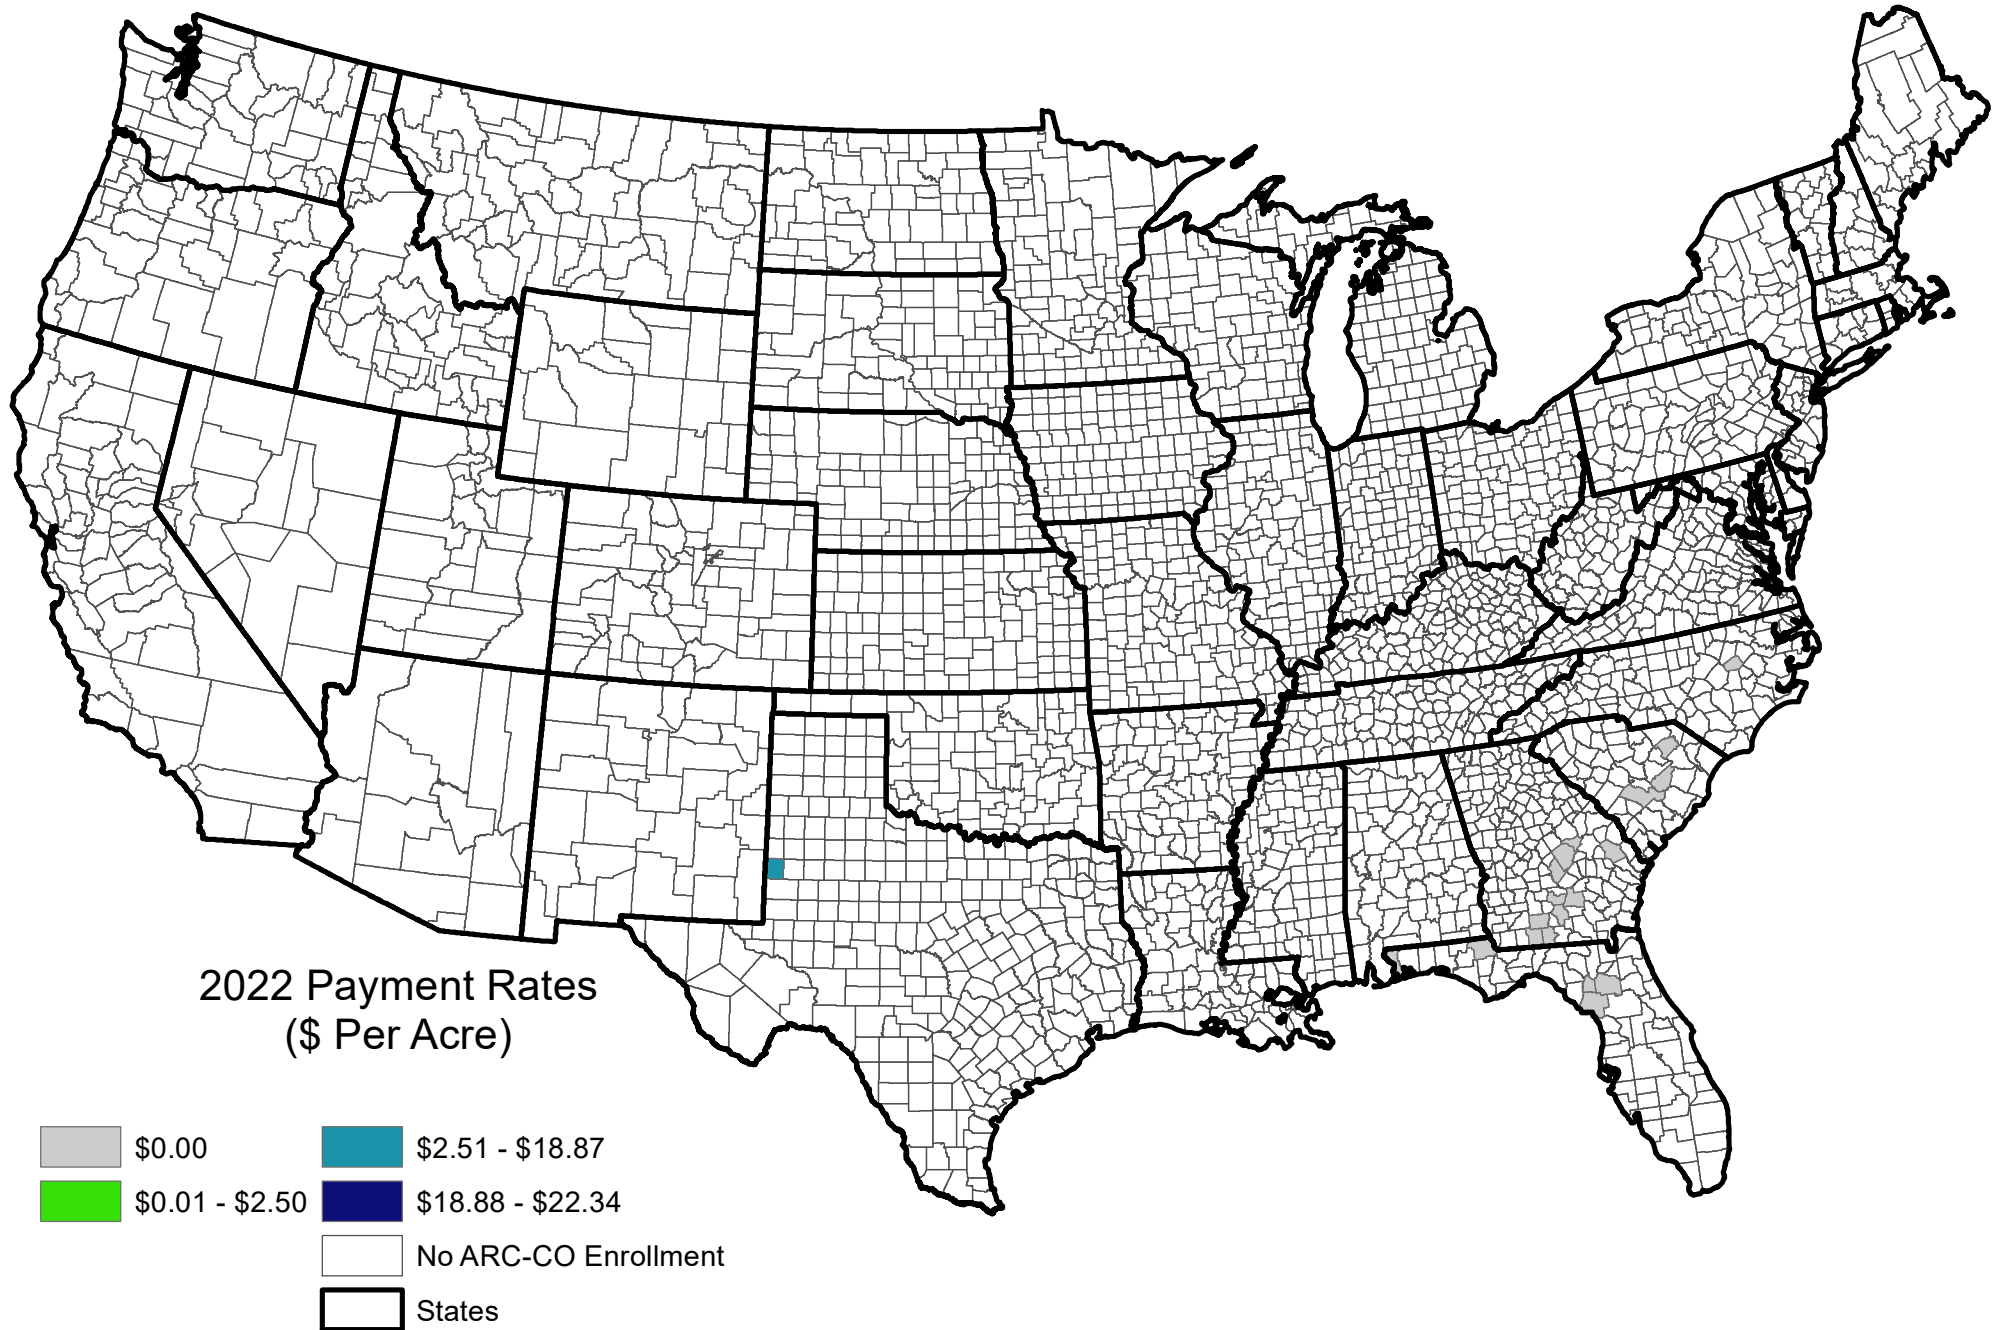 2022 Payment Rates
($ Per Acre)
$0.00
$2.51 - $18.87
$0.01 - $2.50
$18.88 - $22.34
No ARC-CO Enrollment
States